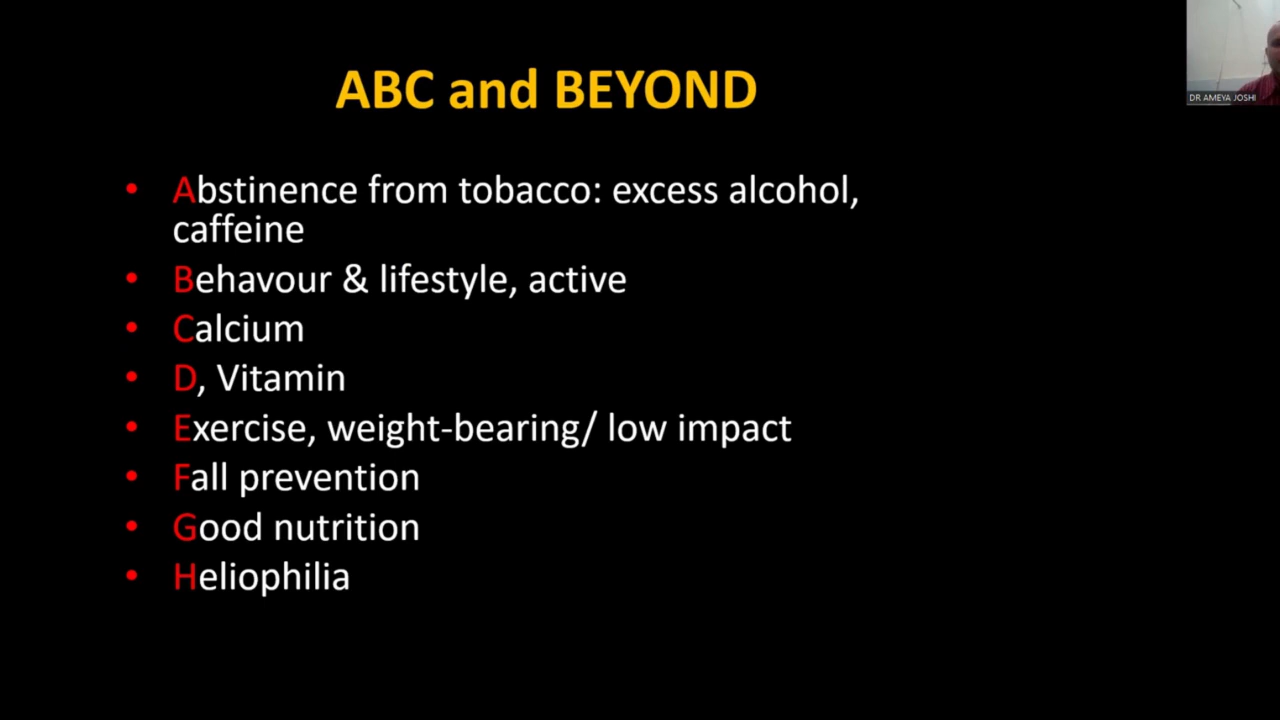 ABC and BEYOND
DR AMEYA JOSHI
• Abstinence from tobacco: excess alcohol,
caffeine
• Behavour & lifestyle, active
• Calcium
• D, Vitamin
• Exercise, weight-bearing/ low impact
• Fall prevention
• Good nutrition
• Heliophilia